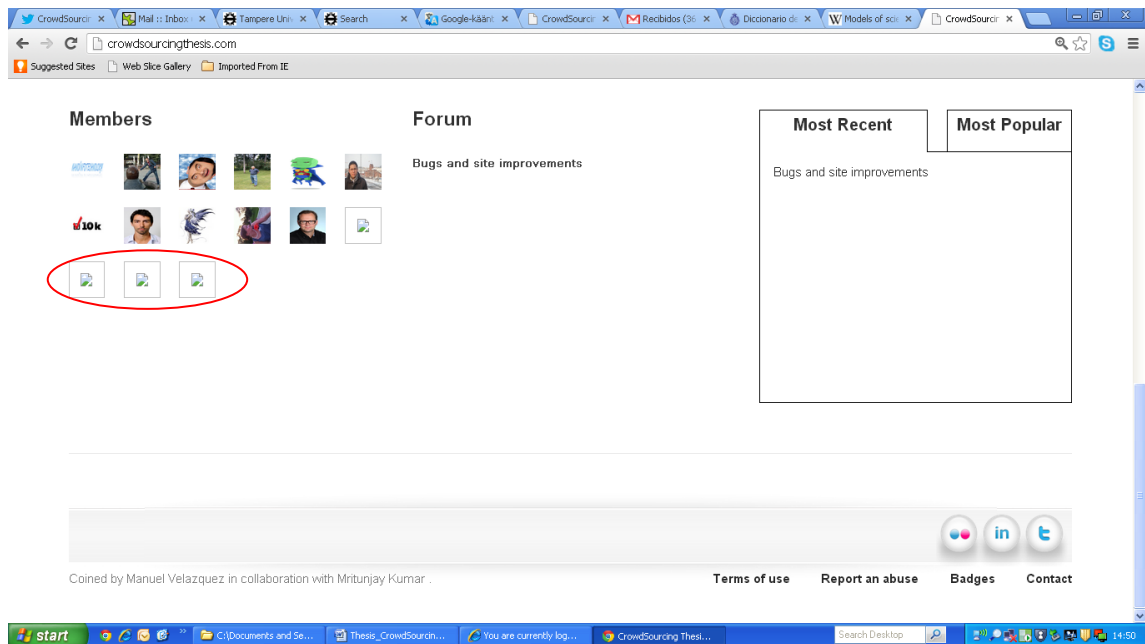 CrowdSourcir
Mail :: Inbox
Tampere Univ
Search
Google-käänt
CrowdSourcir
Recibidos (36
Diccionario de
Models of scie
CrowdSourcir
crowdsourcingthesis.com
Suggested Sites
Web Slice Gallery
Imported From IE
Members
Forum
Most Recent
Most Popular
Bugs and site improvements
Bugs and site improvements
10k
in
Coined by Manuel Velazquez in collaboration with Mritunjay Kumar .
Terms of use
Report an abuse
Badges
Contact
start
C:\Documents and Se...
Thesis_CrowdSourcin...
You are currently log...
CrowdSourcing Thesi...
Search Desktop
14:50